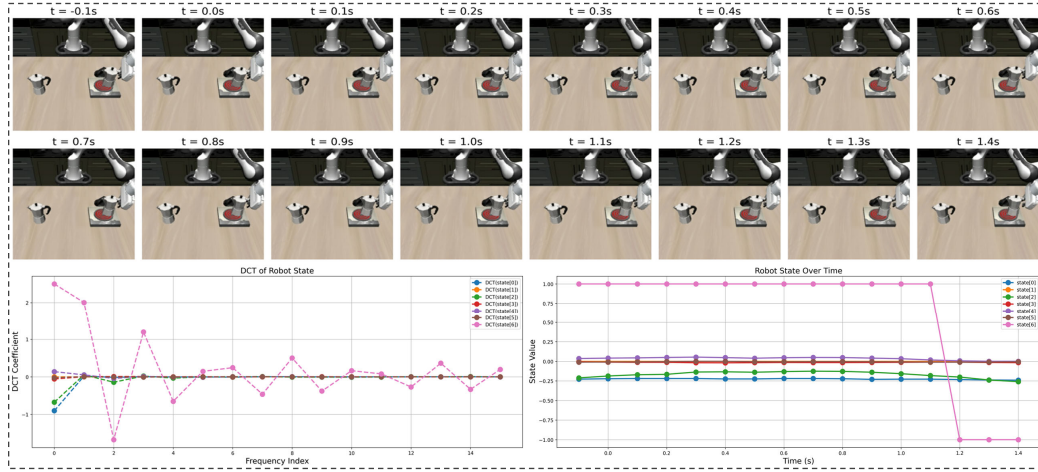 t = -0.1s t = 0.0s t = 0.1s t = 0.2s t = 0.3s t = 0.4s t = 0.5s t = 0.6s
t = 0.7s t = 0.8s t = 0.9s t = 1.0s t = 1.1s t = 1.2s t = 1.3s t = 1.4s
DCT of Robot State
DCT Coefficient
2
1
0
−1
0 2 4 6 8 10 12 14
Frequency Index
DCT(state[0])
DCT(state[1])
DCT(state[2])
DCT(state[3])
DCT(state[4])
DCT(state[5])
DCT(state[6])
Robot State Over Time
State Value
1.00
0.75
0.50
0.25
0.00
−0.25
−0.50
−0.75
−1.00
0.0 0.2 0.4 0.6 0.8 1.0 1.2 1.4
Time (s)
state[0]
state[1]
state[2]
state[3]
state[4]
state[5]
state[6]